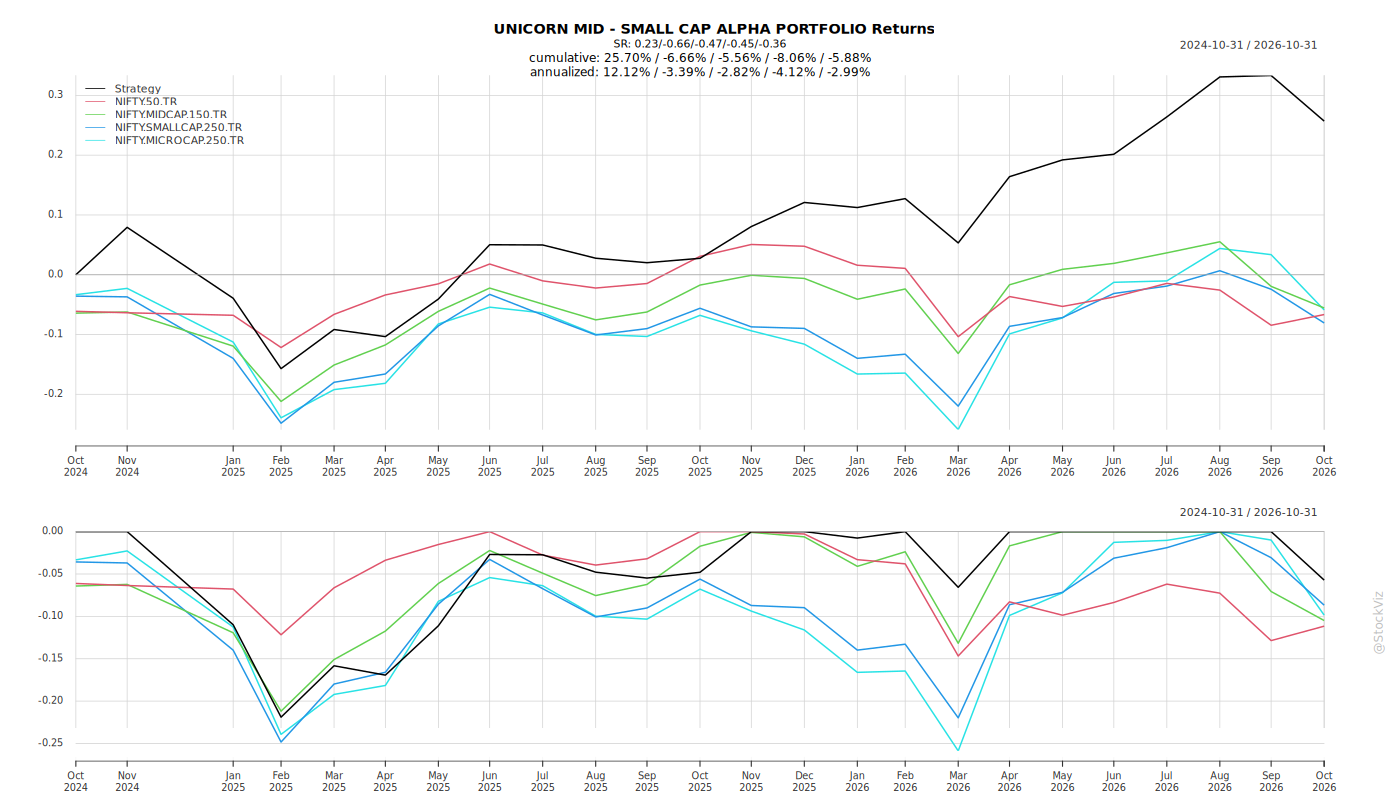 UNICORN MID - SMALL CAP ALPHA PORTFOLIO Returns
SR: 0.23/-0.66/-0.47/-0.45/-0.36
cumulative: 25.70% / -6.66% / -5.56% / -8.06% / -5.88%
annualized: 12.12% / -3.39% / -2.82% / -4.12% / -2.99%
2024-10-31 / 2026-10-31
Strategy
NIFTY.50.TR
NIFTY.MIDCAP.150.TR
NIFTY.SMALLCAP.250.TR
NIFTY.MICROCAP.250.TR
0.3
0.2
0.1
0.0
-0.1
-0.2
Oct Nov Jan Feb Mar Apr May Jun Jul Aug Sep Oct Nov Dec Jan Feb Mar Apr May Jun Jul Aug Sep Oct
2024 2024 2025 2025 2025 2025 2025 2025 2025 2025 2025 2025 2025 2025 2026 2026 2026 2026 2026 2026 2026 2026 2026 2026
2024-10-31 / 2026-10-31
0.00
-0.05
-0.10
-0.15
-0.20
-0.25
Oct Nov Jan Feb Mar Apr May Jun Jul Aug Sep Oct Nov Dec Jan Feb Mar Apr May Jun Jul Aug Sep Oct
2024 2024 2025 2025 2025 2025 2025 2025 2025 2025 2025 2025 2025 2025 2026 2026 2026 2026 2026 2026 2026 2026 2026 2026
@StockViz